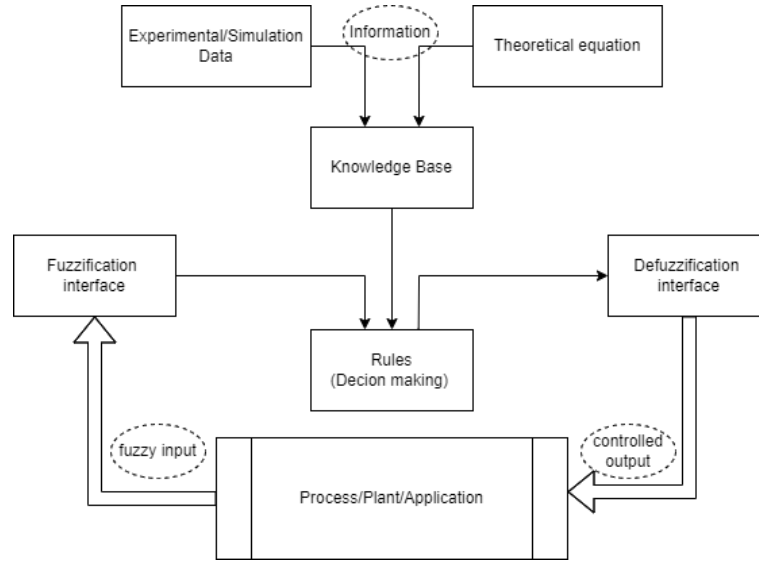 Experimental/Simulation
Data
Information
Theoretical equation
Knowledge Base
Fuzzification
interface
Defuzzification
interface
Rules
(Decion making)
fuzzy input
controlled
output
Process/Plant/Application